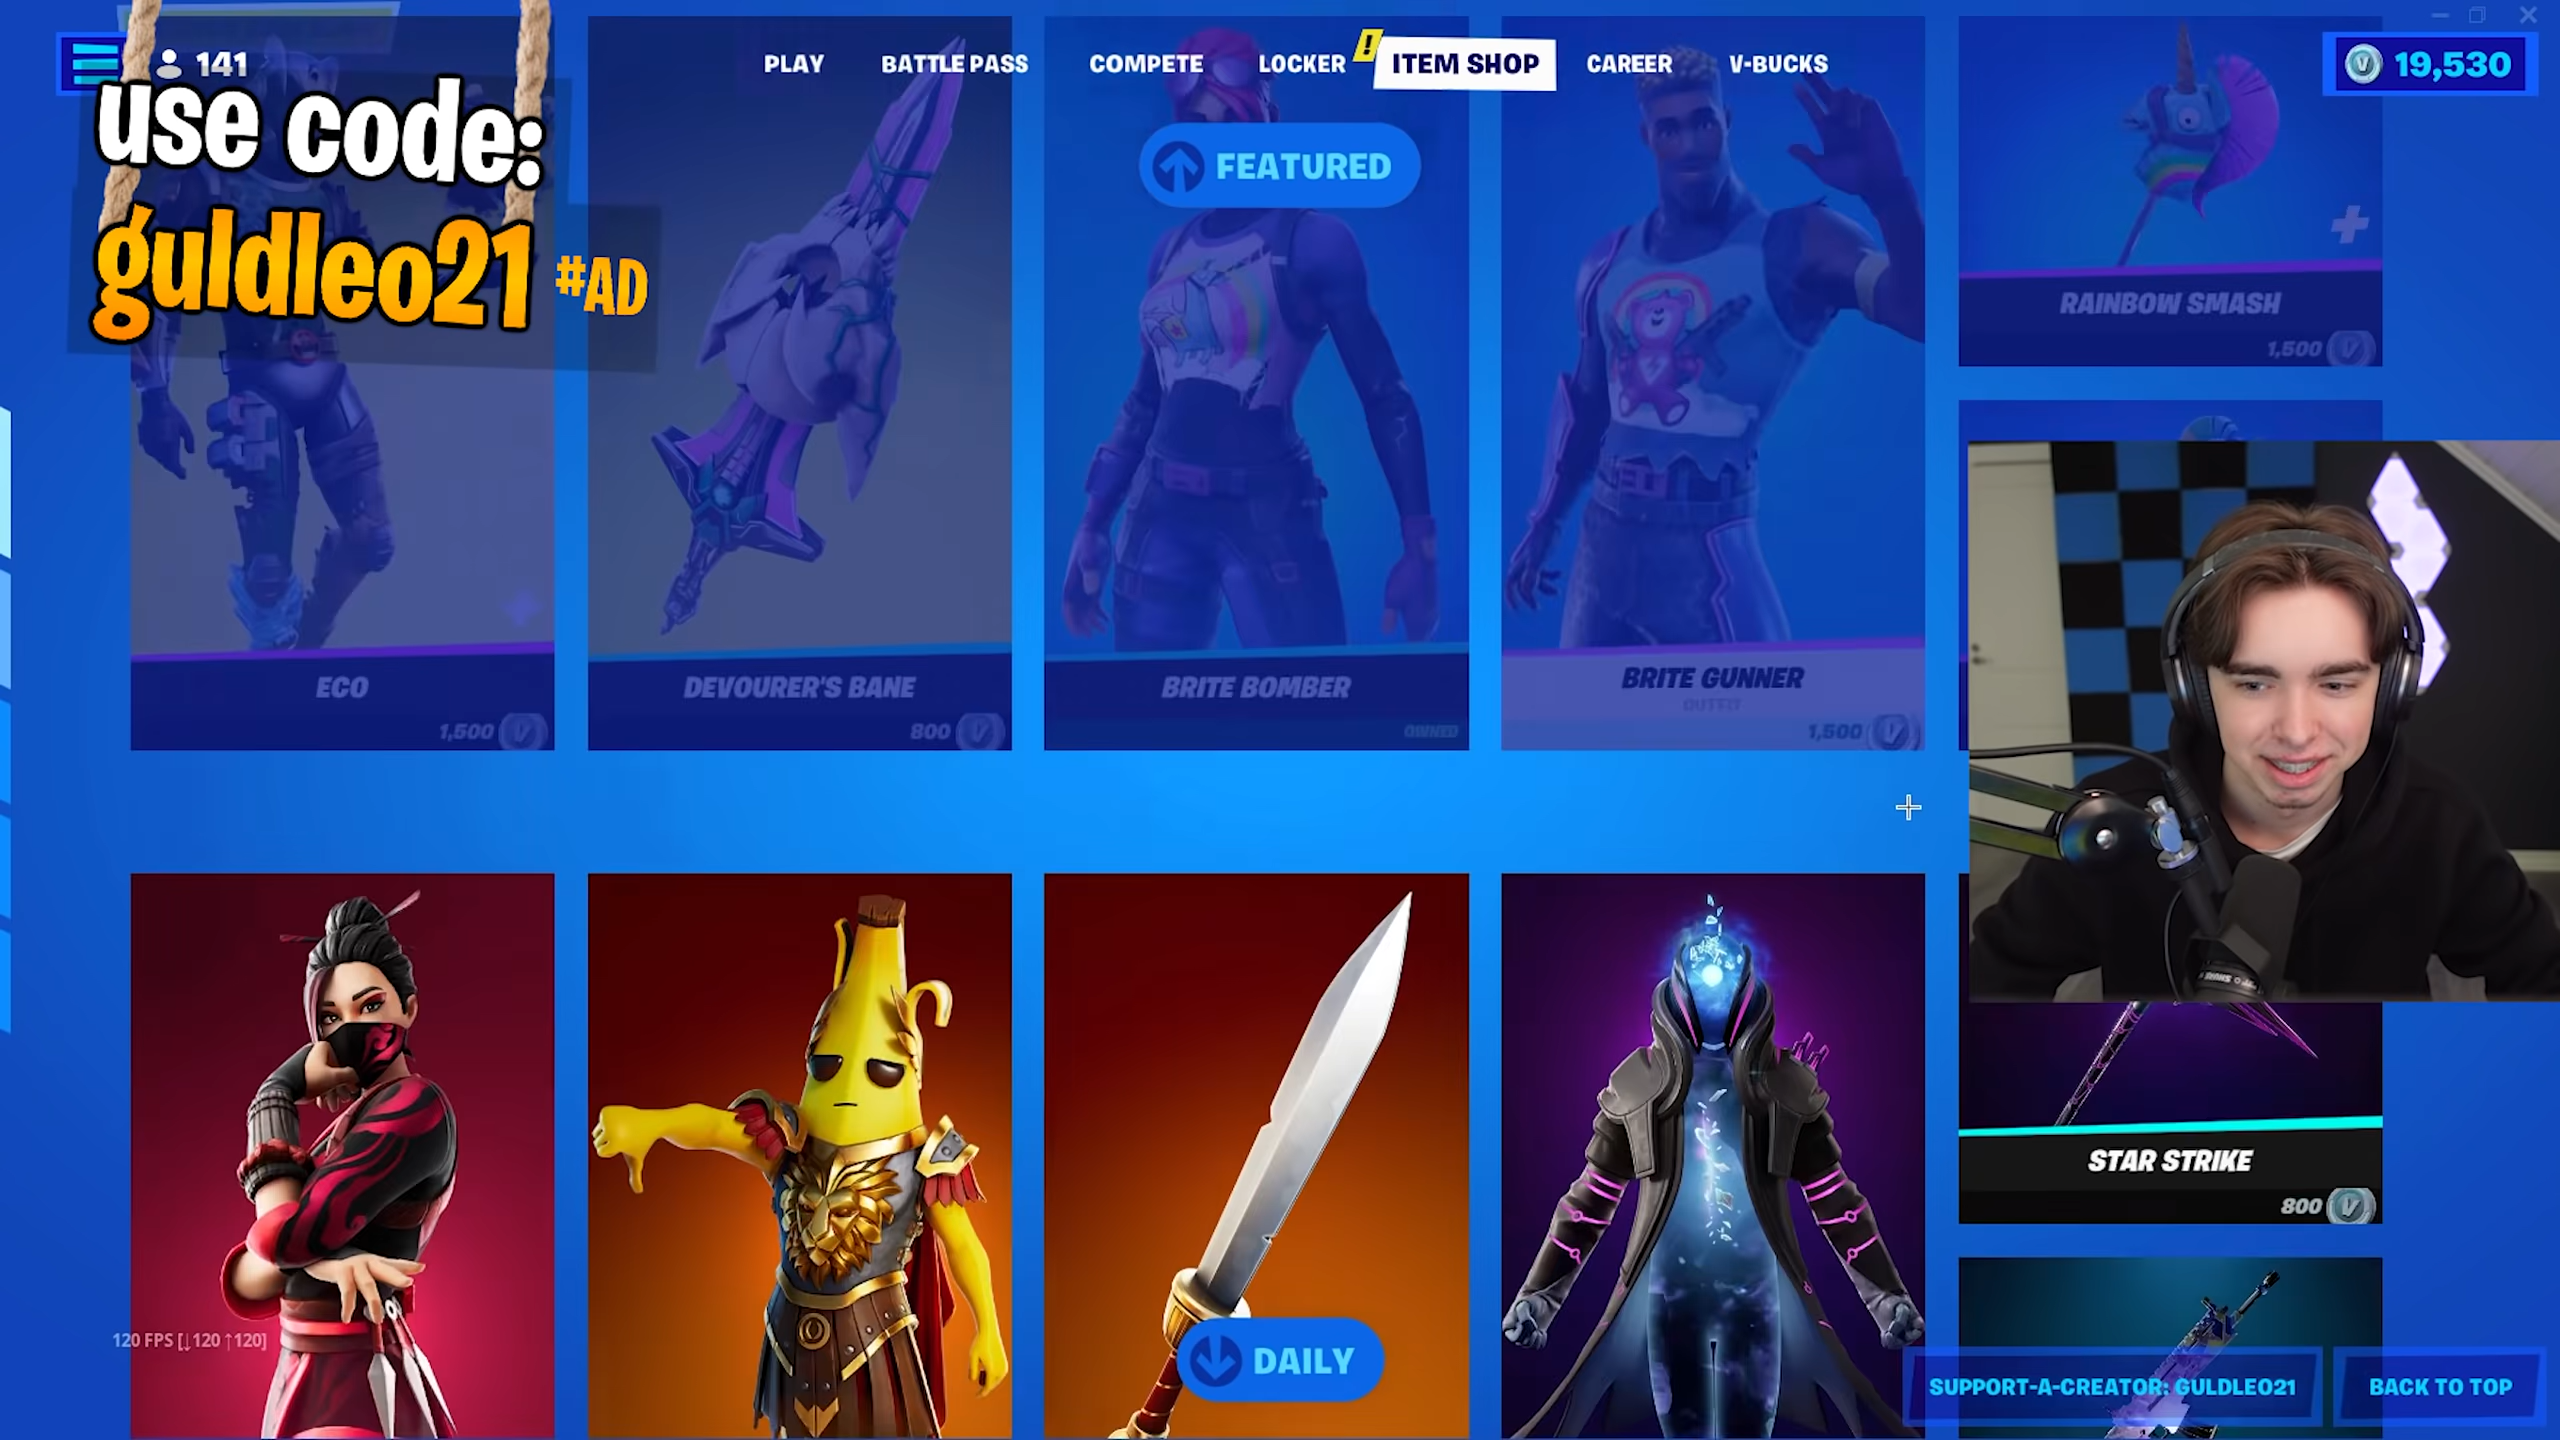 141
PLAY
BATTLE PASS
COMPETE
LOCKER
!
ITEM SHOP
CAREER
V-BUCKS
19,530
use code:
guldleo21 #AD
FEATURED
RAINBOW SMASH
1,500
ECO
1,500
DEVOURER'S BANE
800
BRITE BOMBER
OWNED
BRITE GUNNER
OUTFIT
1,500
STAR STRIKE
800
120 FPS [↓120 ↑120]
DAILY
SUPPORT-A-CREATOR: GULDLEO21
BACK TO TOP